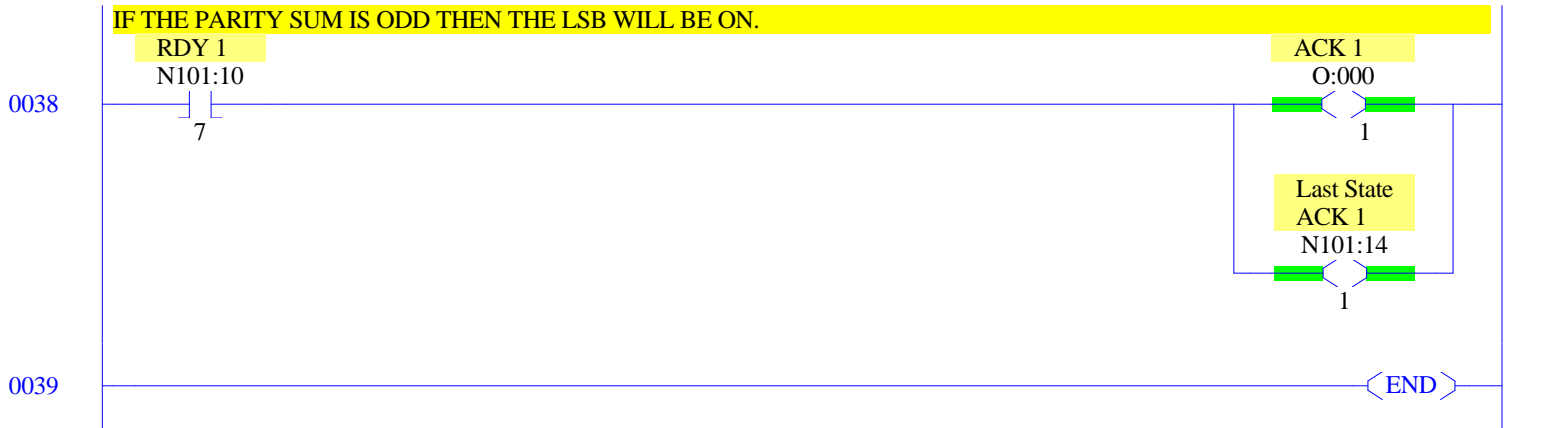 IF THE PARITY SUM IS ODD THEN THE LSB WILL BE ON.
RDY 1
N101:10
ACK 1
O:000
0038
7
1
Last State
ACK 1
N101:14
1
0039
END